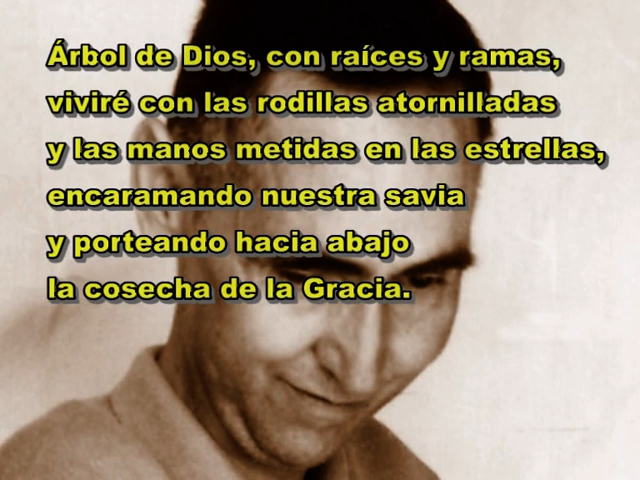 Árbol de Dios, con raíces y ramas,
viviré con las rodillas atornilladas
y las manos metidas en las estrellas,
encaramando nuestra savia
y porteando hacia abajo
la cosecha de la Gracia.